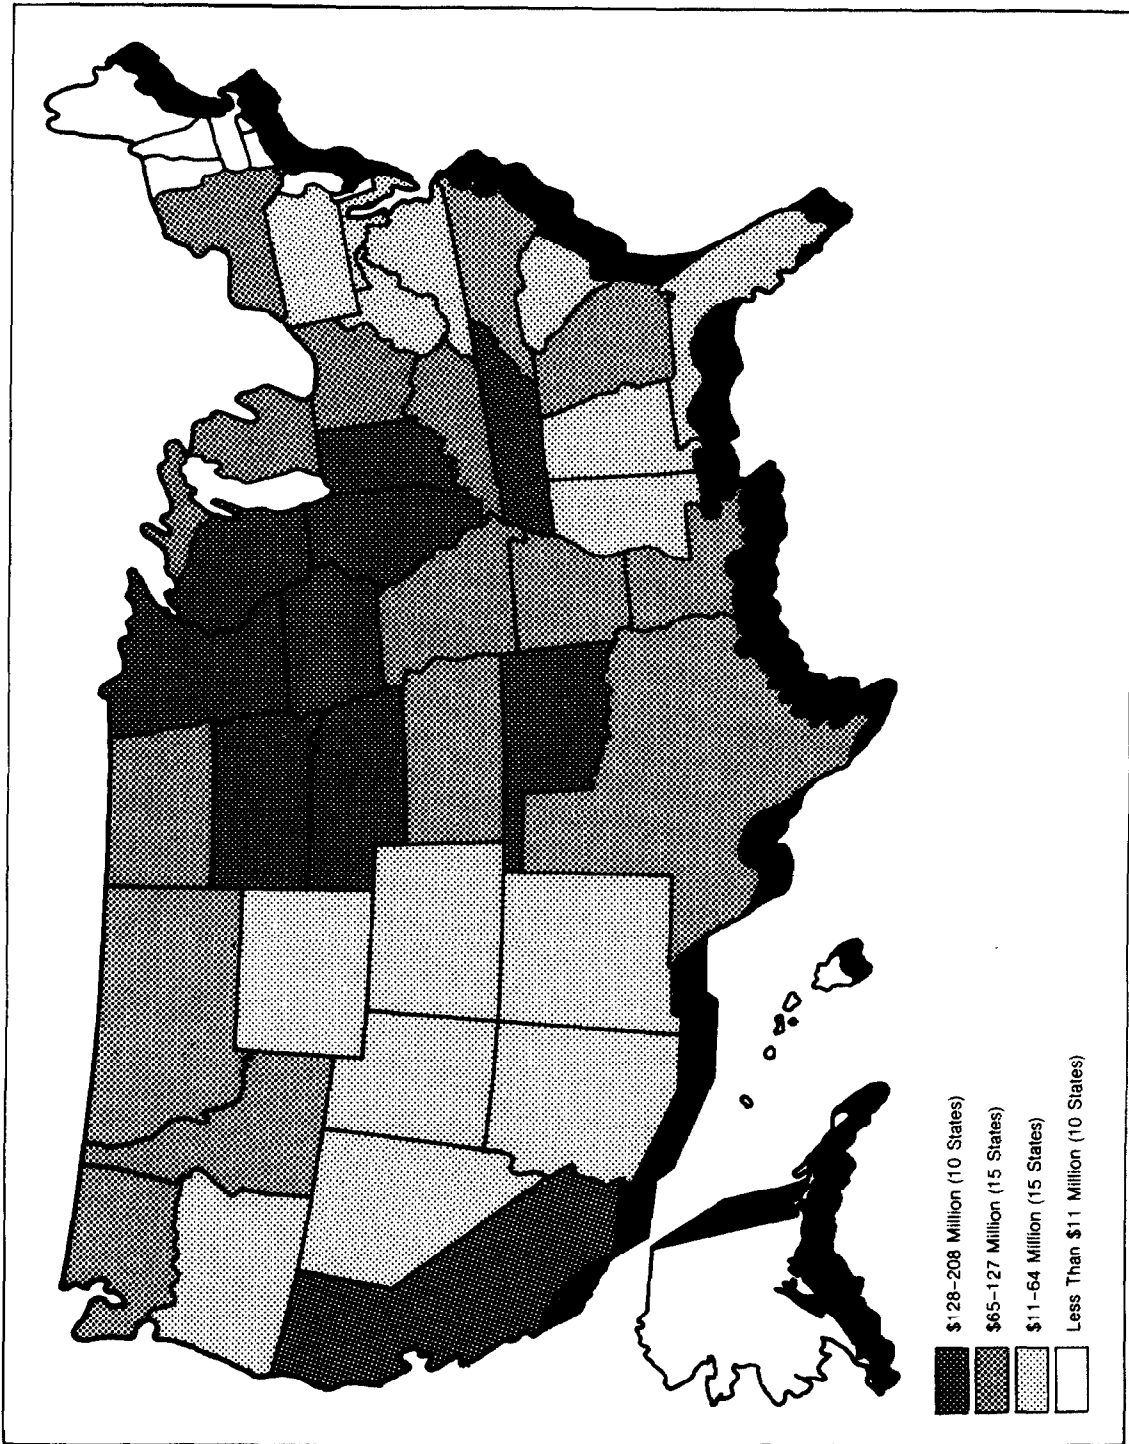 $128-208 Million (10 States)
$65-127 Million (15 States)
$11-64 Million (15 States)
Less Than $11 Million (10 States)